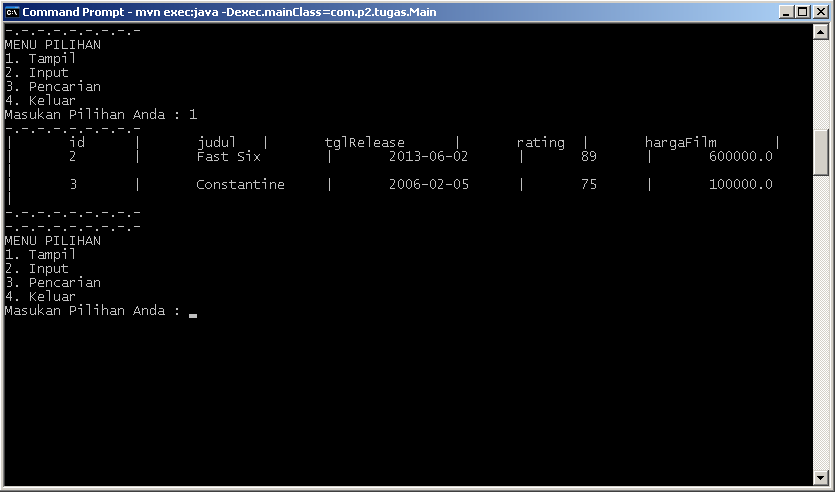 Command Prompt - mvn exec:java -Dexec.mainClass=com.p2.tugas.Main
-.-.-.-.-.-.-.-.-
MENU PILIHAN
1. Tampil
2. Input
3. Pencarian
4. Keluar
Masukan Pilihan Anda : 1
-.-.-.-.-.-.-.-.-
|	id	|	judul	|	tglRelease	|	rating	|	hargaFilm	|
|	2	|	Fast Six	|	2013-06-02	|	89	|	600000.0
|
|	3	|	Constantine	|	2006-02-05	|	75	|	100000.0
|
-.-.-.-.-.-.-.-.-
-.-.-.-.-.-.-.-.-
MENU PILIHAN
1. Tampil
2. Input
3. Pencarian
4. Keluar
Masukan Pilihan Anda : _